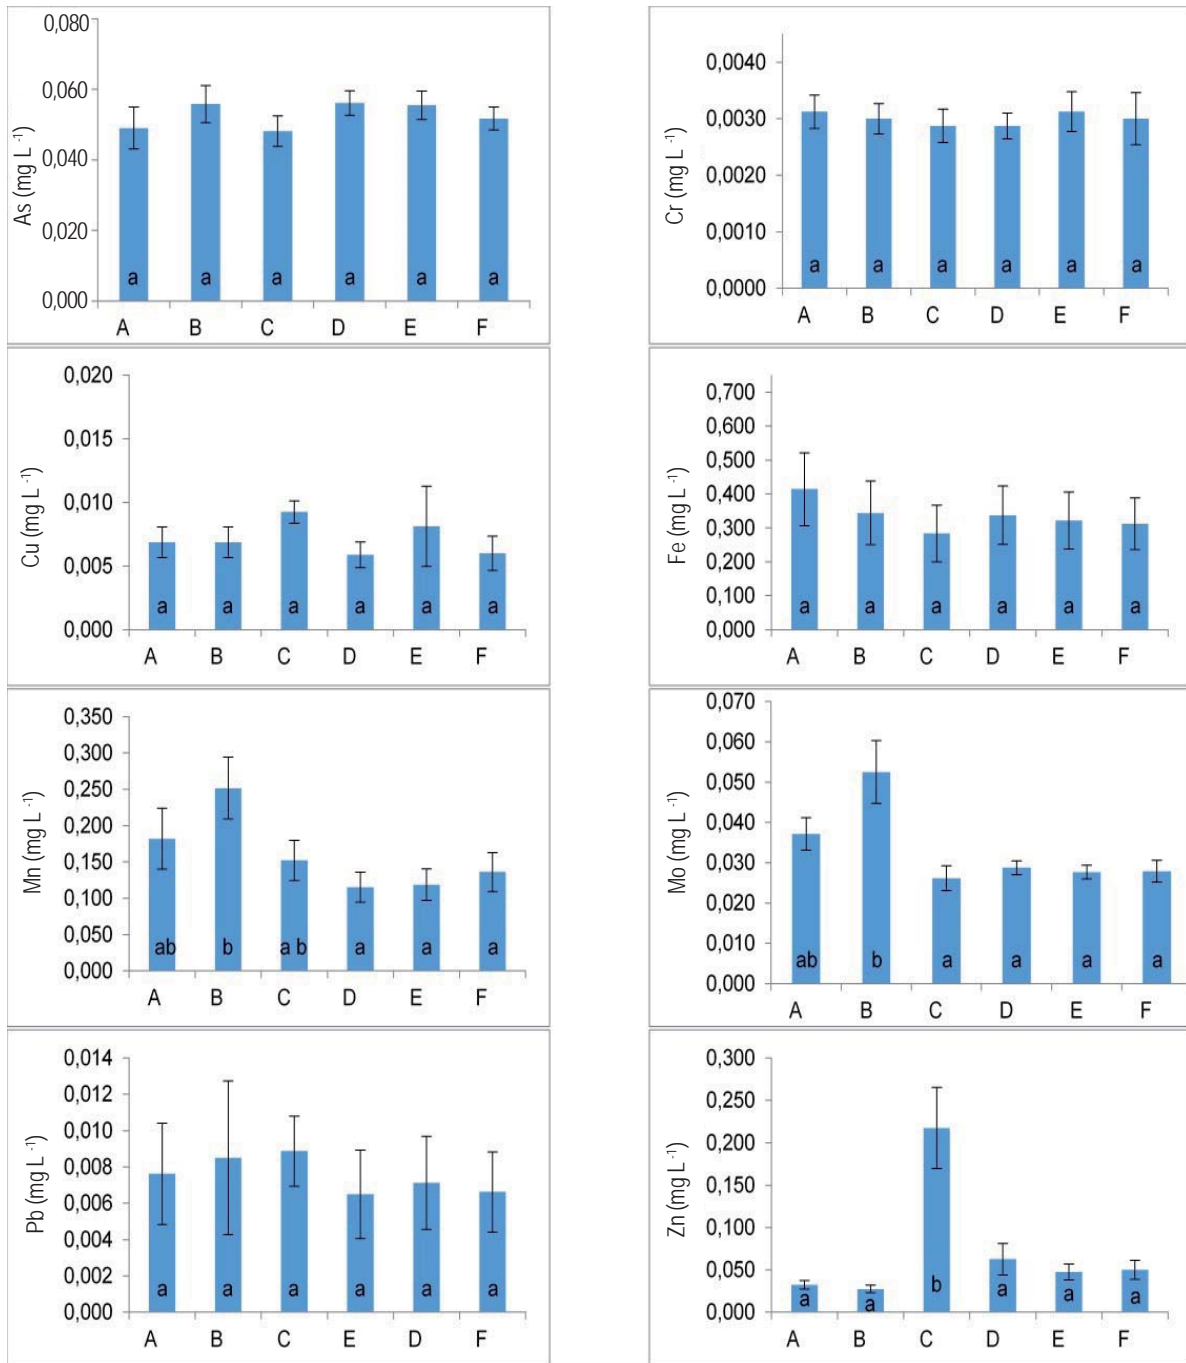 0,080
0,060
0,040
0,020
0,000
As (mg L -1)
a a a a a a
A B C D E F
0,0040
0,0030
0,0020
0,0010
0,0000
Cr (mg L -1)
a a a a a a
A B C D E F
0,020
0,015
0,010
0,005
0,000
Cu (mg L -1)
a a a a a a
A B C D E F
0,700
0,600
0,500
0,400
0,300
0,200
0,100
0,000
Fe (mg L -1)
a a a a a a
A B C D E F
0,350
0,300
0,250
0,200
0,150
0,100
0,050
0,000
Mn (mg L -1)
ab b a b a a a
A B C D E F
0,070
0,060
0,050
0,040
0,030
0,020
0,010
0,000
Mo (mg L -1)
ab b a a a a
A B C D E F
0,014
0,012
0,010
0,008
0,006
0,004
0,002
0,000
Pb (mg L -1)
a a a a a a
A B C E D F
0,300
0,250
0,200
0,150
0,100
0,050
0,000
Zn (mg L -1)
a a b a a a
A B C D E F